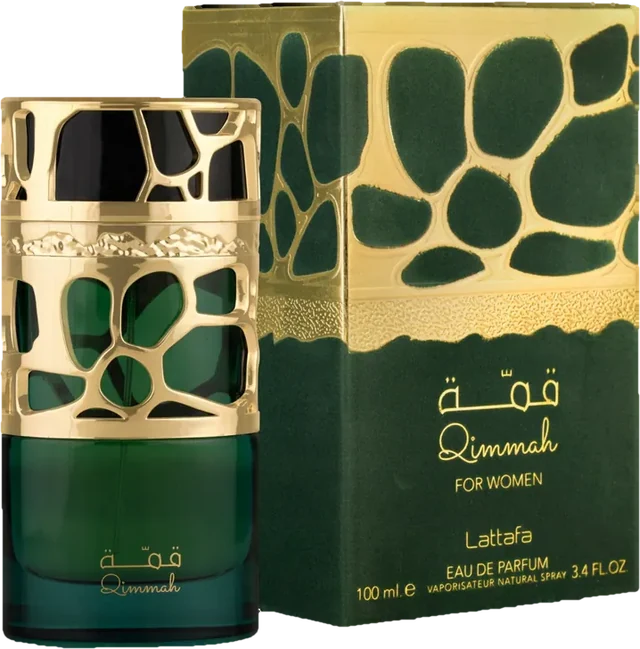 قمّة
Qimmah
قمّة
Qimmah
FOR WOMEN
Lattafa
EAU DE PARFUM
100 ml. e VAPORISATEUR NATURAL SPRAY 3.4 FL.OZ.